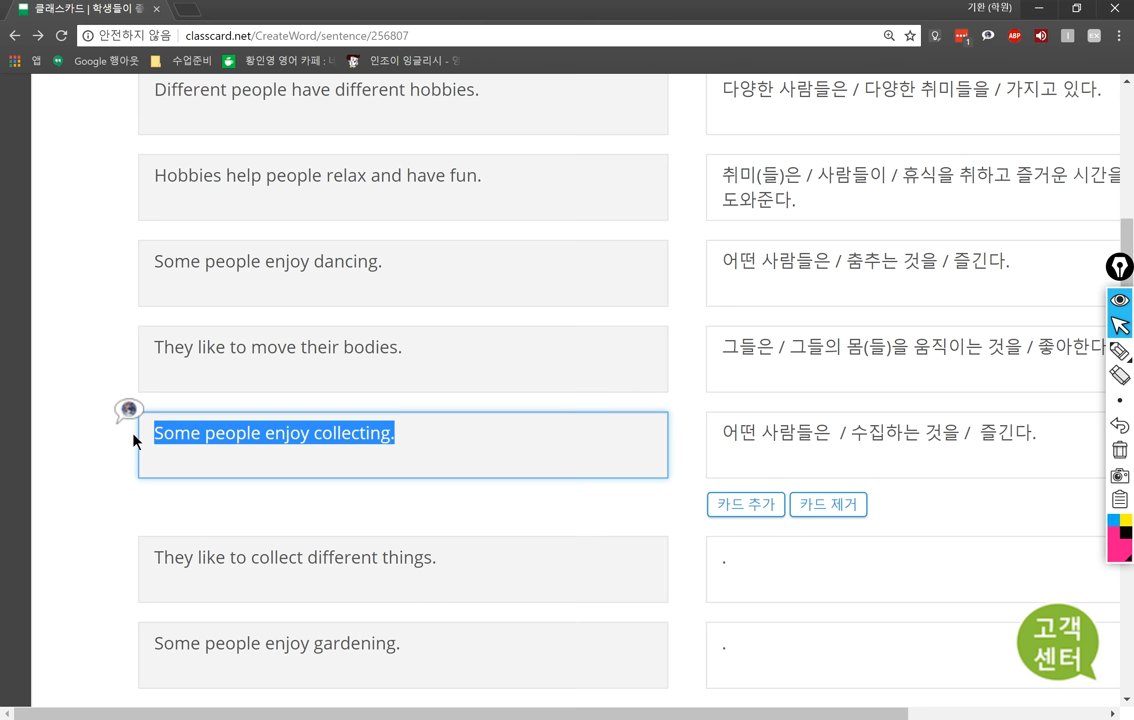 클래스카드 | 학생들이 즐
기환 (학원)
안전하지 않음 classcard.net/CreateWord/sentence/256807
앱 Google 행아웃 수업준비 황인영 영어 카페 : 인조이 잉글리시 -
Different people have different hobbies.
다양한 사람들은 / 다양한 취미들을 / 가지고 있다.
Hobbies help people relax and have fun.
취미(들)은 / 사람들이 / 휴식을 취하고 즐거운 시간을
도와준다.
Some people enjoy dancing.
어떤 사람들은 / 춤추는 것을 / 즐긴다.
They like to move their bodies.
그들은 / 그들의 몸(들)을 움직이는 것을 / 좋아한다
Some people enjoy collecting.
어떤 사람들은 / 수집하는 것을 / 즐긴다.
카드 추가 카드 제거
They like to collect different things.
.
Some people enjoy gardening.
.
고객
센터
ABP
1